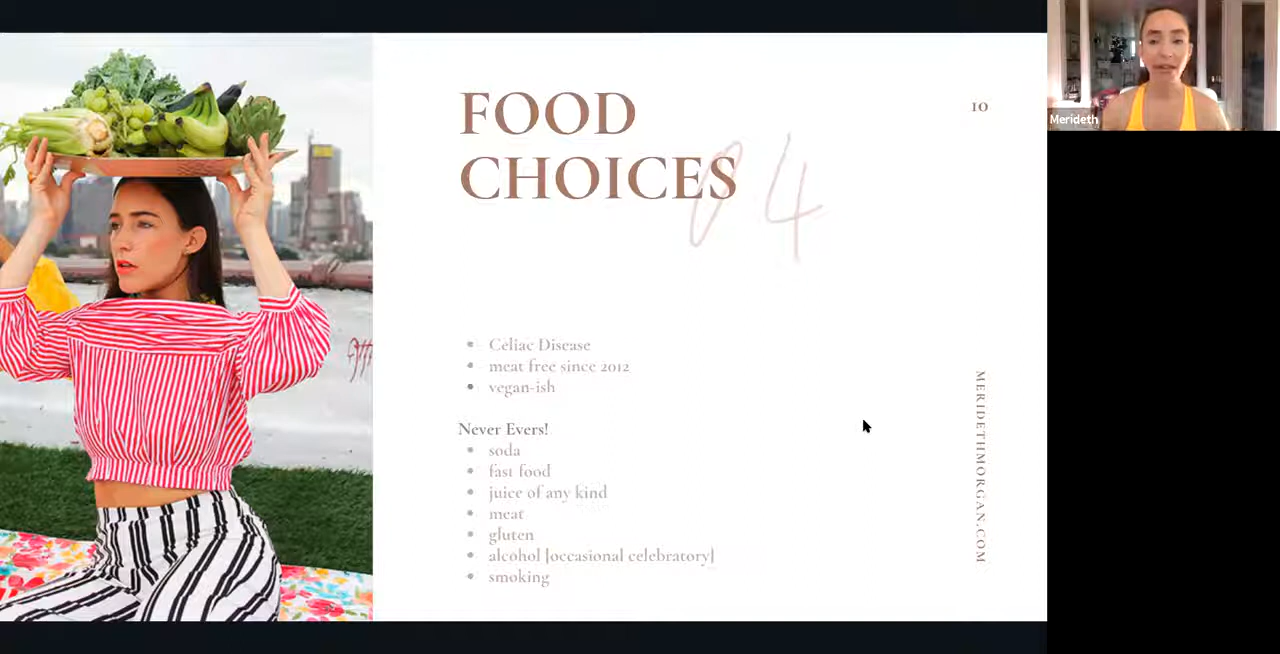 FOOD
CHOICES
04
10
Celiac Disease
meat free since 2012
vegan-ish
Never Evers!
soda
fast food
juice of any kind
meat
gluten
alcohol [occasional celebratory]
smoking
MERIDETHMORGAN.COM
Merideth